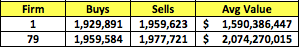 Firm Buys Sells Avg Value
1 1,929,891 1,959,623 $ 1,590,386,447
79 1,959,584 1,977,721 $ 2,074,270,015